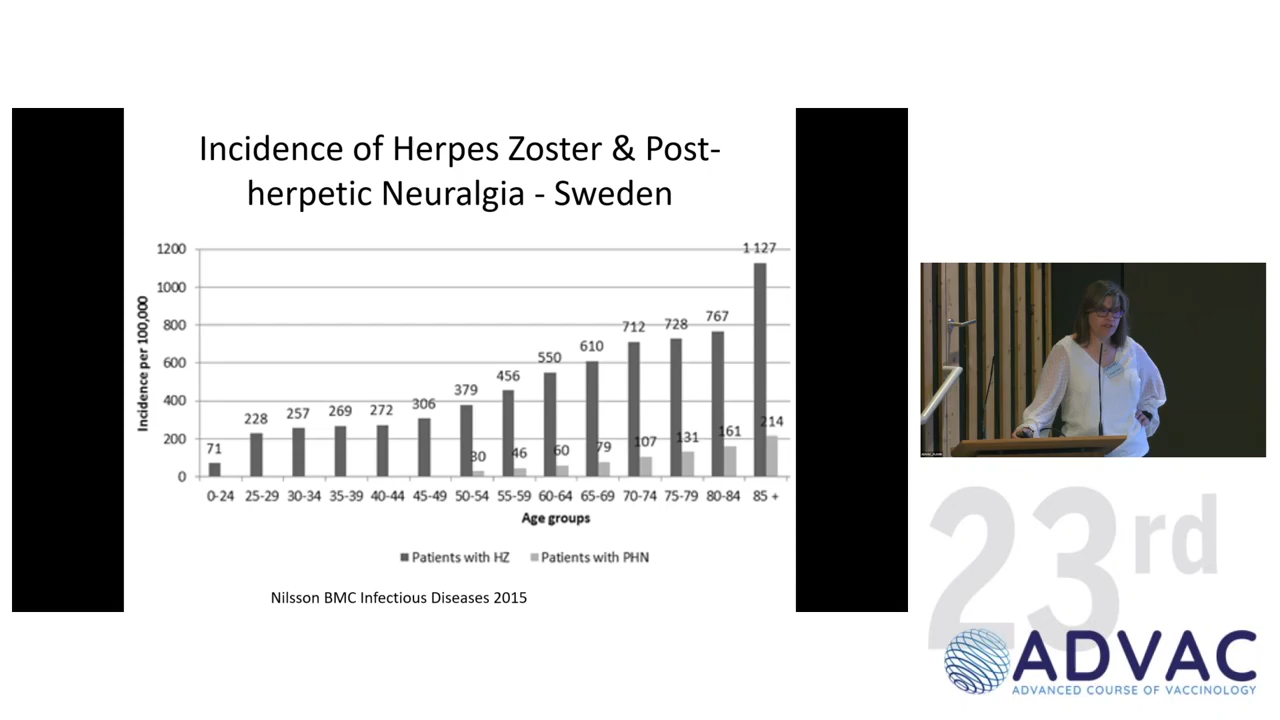 Incidence of Herpes Zoster & Post-
herpetic Neuralgia - Sweden
Incidence per 100,000
1200
1000
800
600
400
200
0
71
228
257
269
272
306
379
456
550
610
712
728
767
1 127
30
46
60
79
107
131
161
214
0-24 25-29 30-34 35-39 40-44 45-49 50-54 55-59 60-64 65-69 70-74 75-79 80-84 85 +
Age groups
Patients with HZ Patients with PHN
Nilsson BMC Infectious Diseases 2015
23rd
ADVAC
ADVANCED COURSE OF VACCINOLOGY